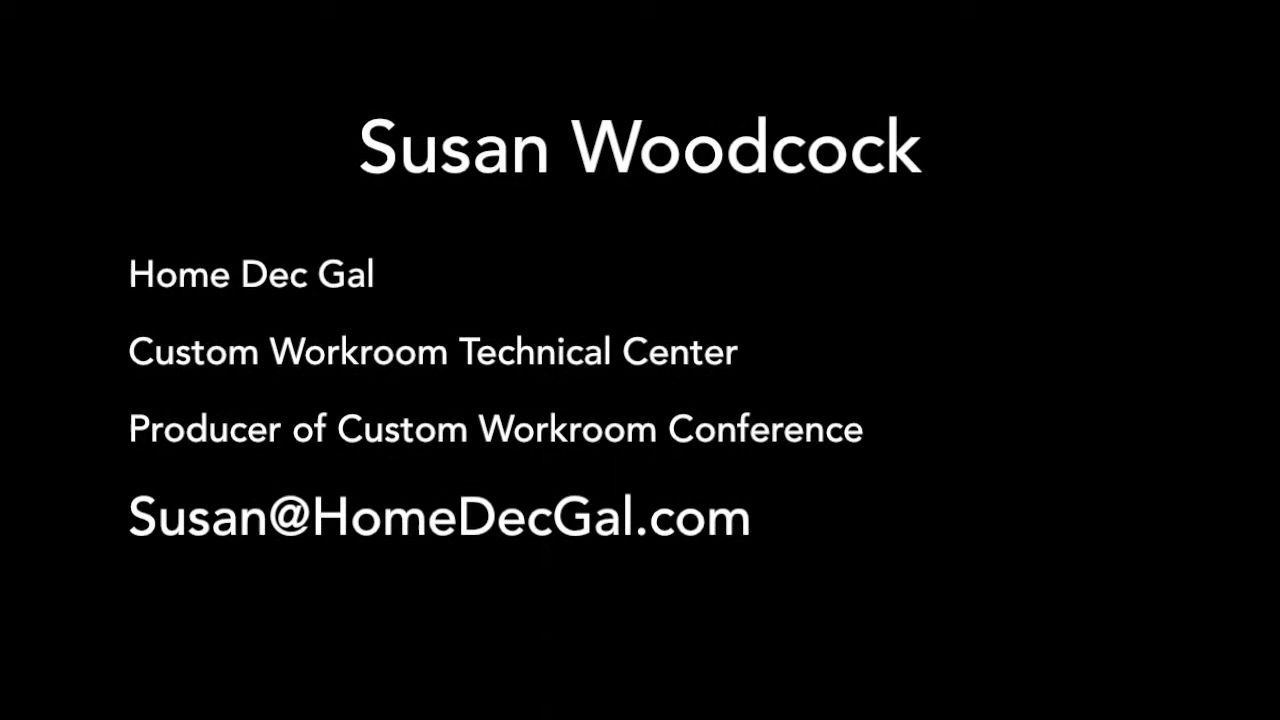 Susan Woodcock
Home Dec Gal
Custom Workroom Technical Center
Producer of Custom Workroom Conference
Susan@HomeDecGal.com